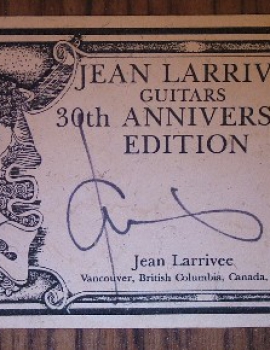 JEAN LARRIV
GUITARS
30th ANNIVERS
EDITION
Jean Larrivee
Vancouver, British Columbia, Canada,